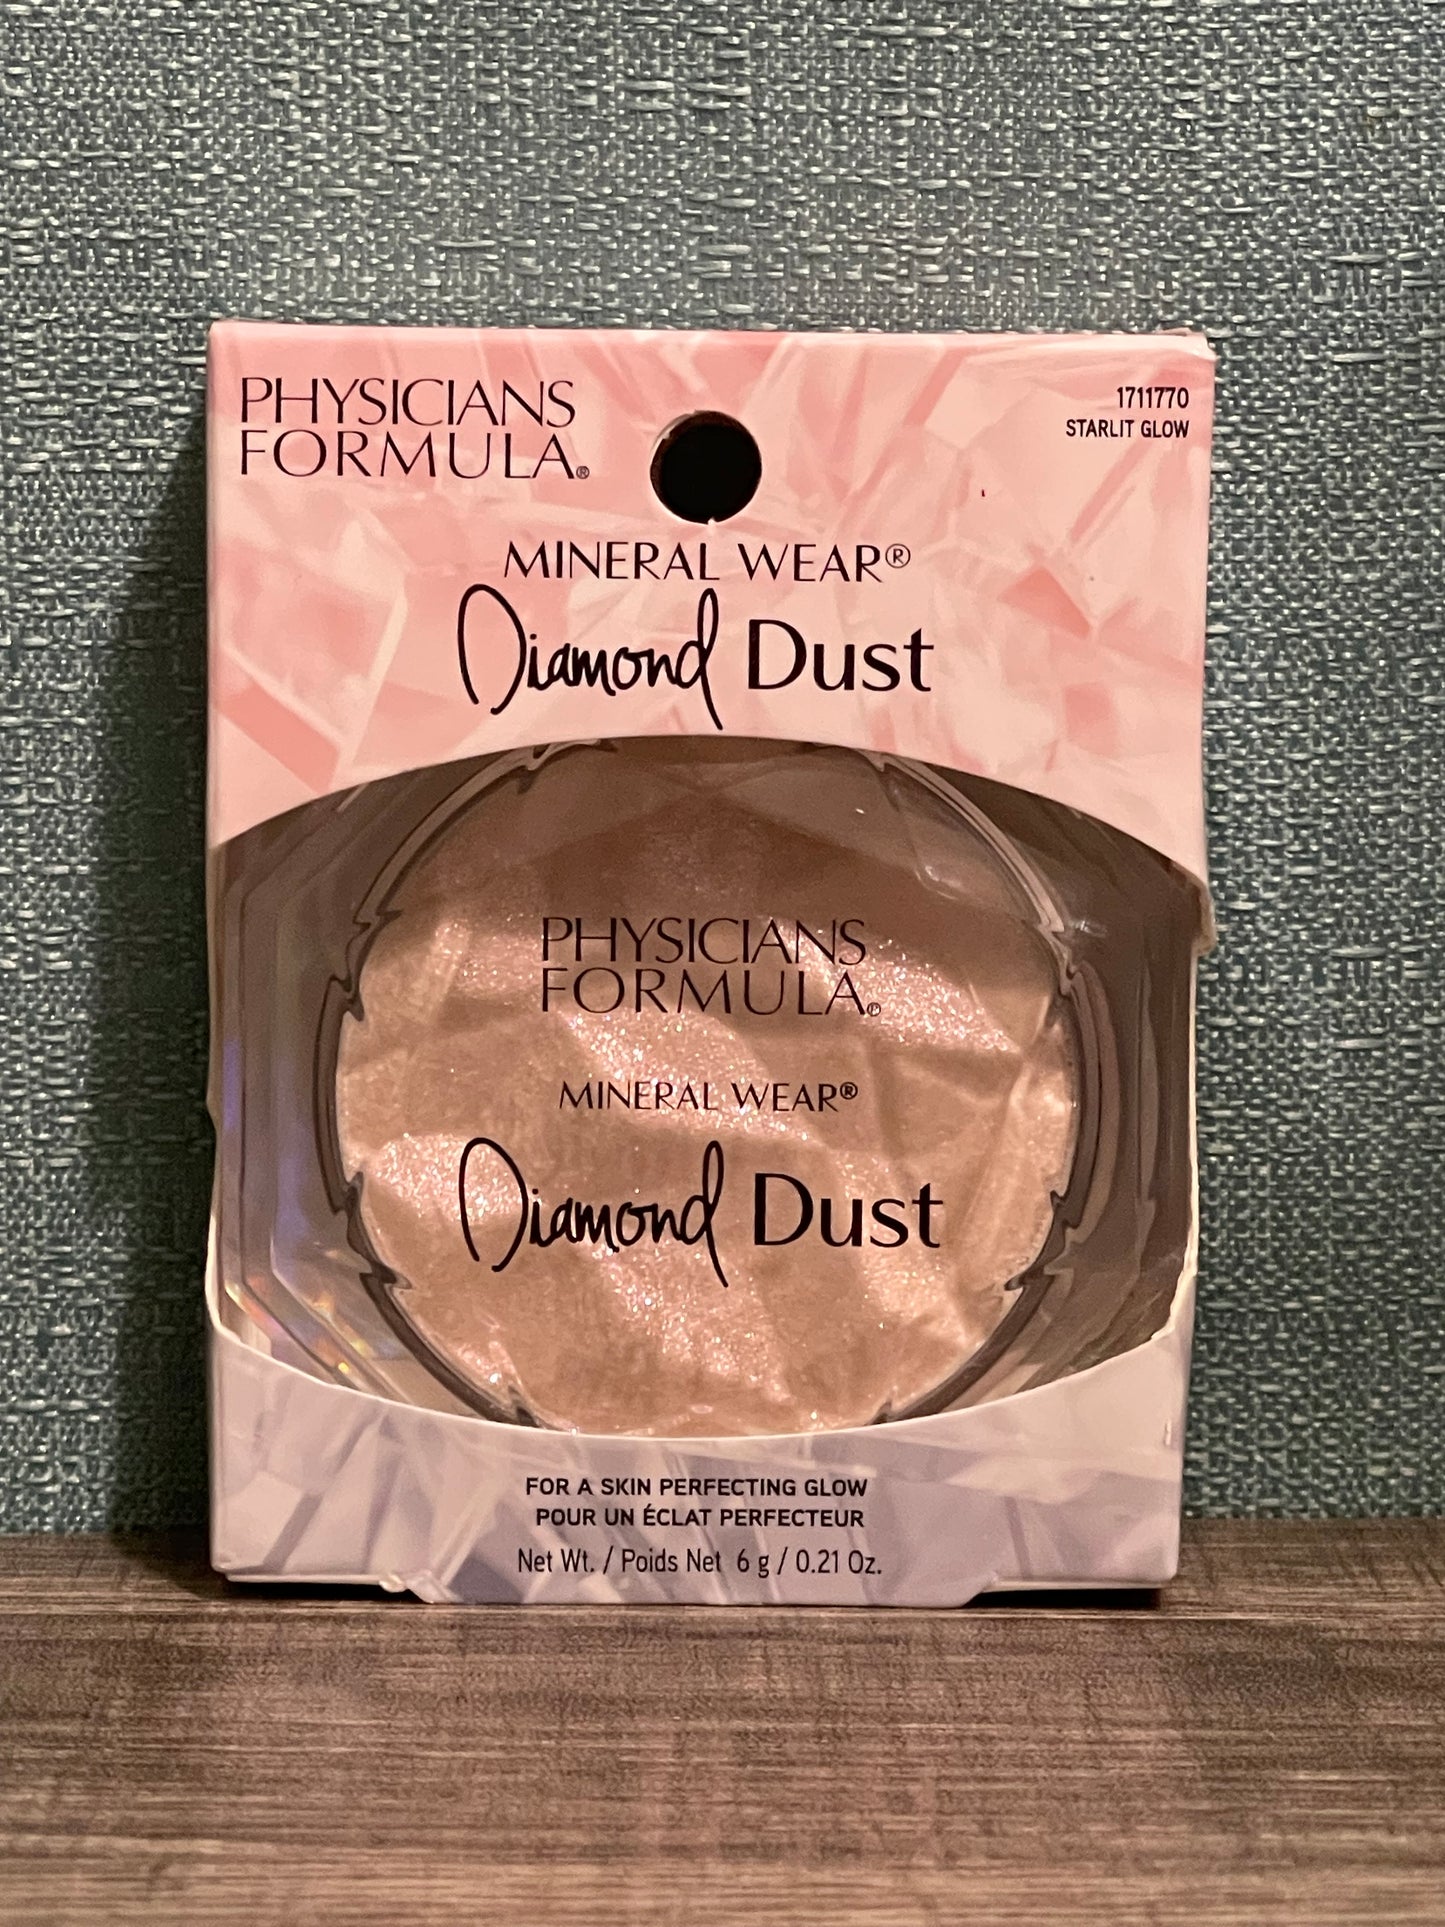 PHYSICIANS
FORMULA®
1711770
STARLIT GLOW
MINERAL WEAR®
Diamond Dust
PHYSICIANS
FORMULA®
MINERAL WEAR®
Diamond Dust
FOR A SKIN PERFECTING GLOW
POUR UN ÉCLAT PERFECTEUR
Net Wt. / Poids Net 6 g / 0.21 Oz.